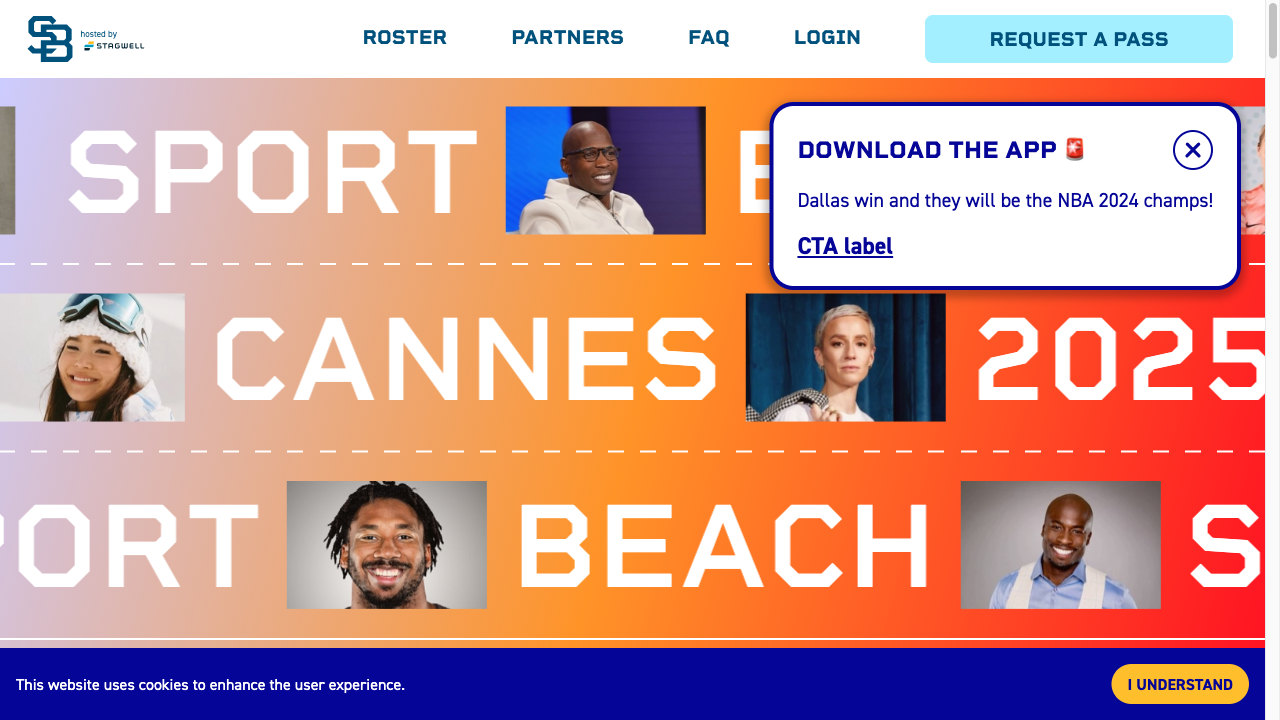 hosted by
STAGWELL
ROSTER
PARTNERS
FAQ
LOGIN
REQUEST A PASS
SPORT
DOWNLOAD THE APP 🚨
Dallas win and they will be the NBA 2024 champs!
CTA label
CANNES
2025
PORT
BEACH
S
This website uses cookies to enhance the user experience.
I UNDERSTAND